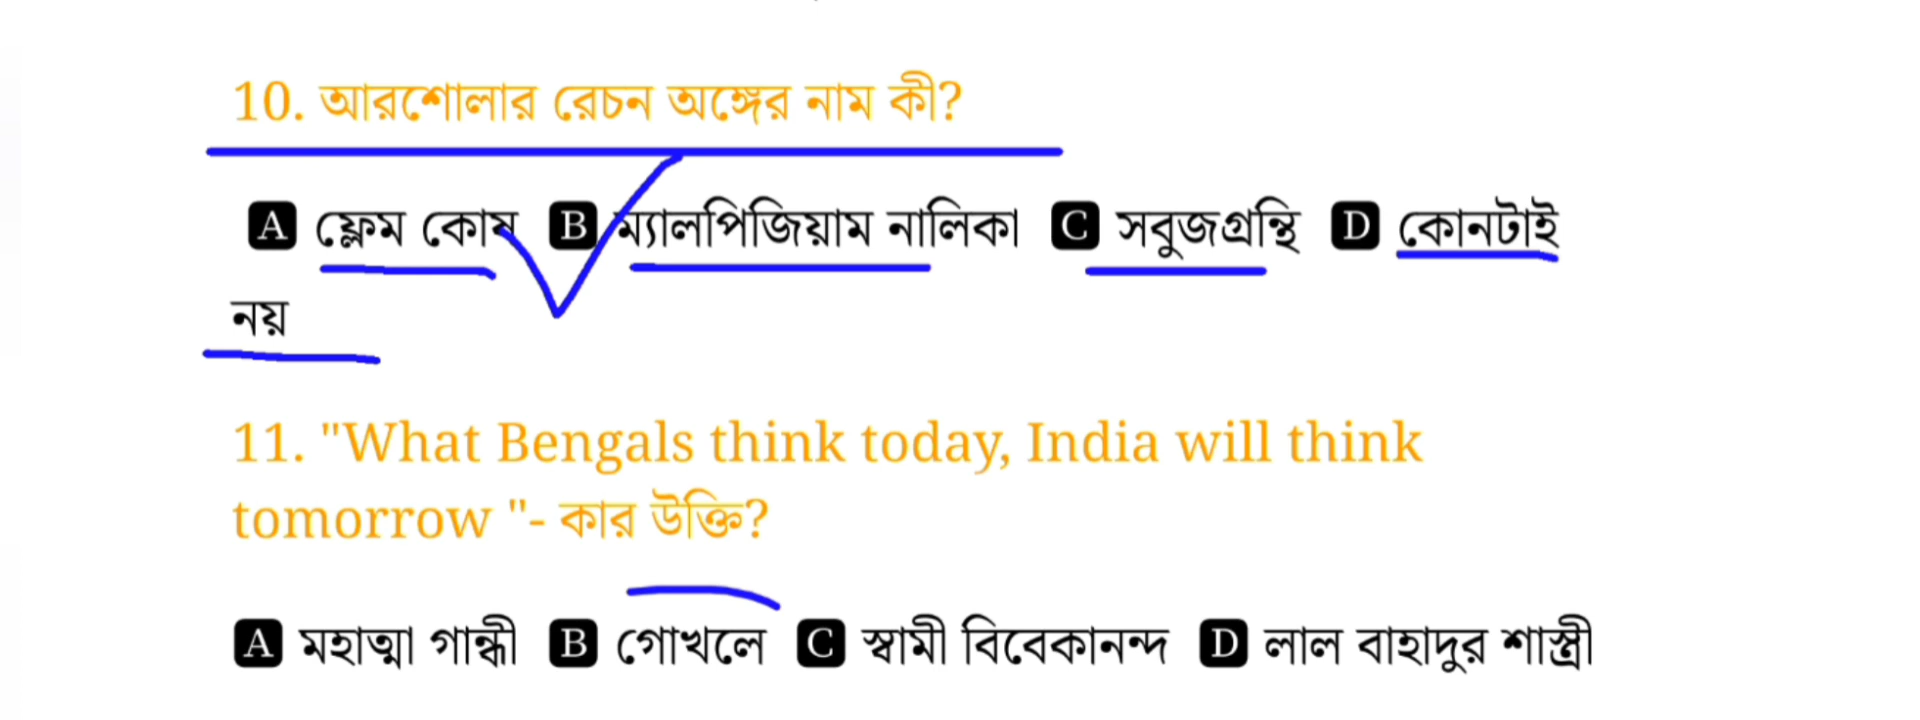 10. আরশোলার রেচন অঙ্গের নাম কী?
A ফ্লেম কোষ B ম্যালপিজিয়াম নালিকা C সবুজগ্রন্থি D কোনটাই
নয়
11. "What Bengals think today, India will think
tomorrow "- কার উক্তি?
A মহাত্মা গান্ধী B গোখলে C স্বামী বিবেকানন্দ D লাল বাহাদুর শাস্ত্রী